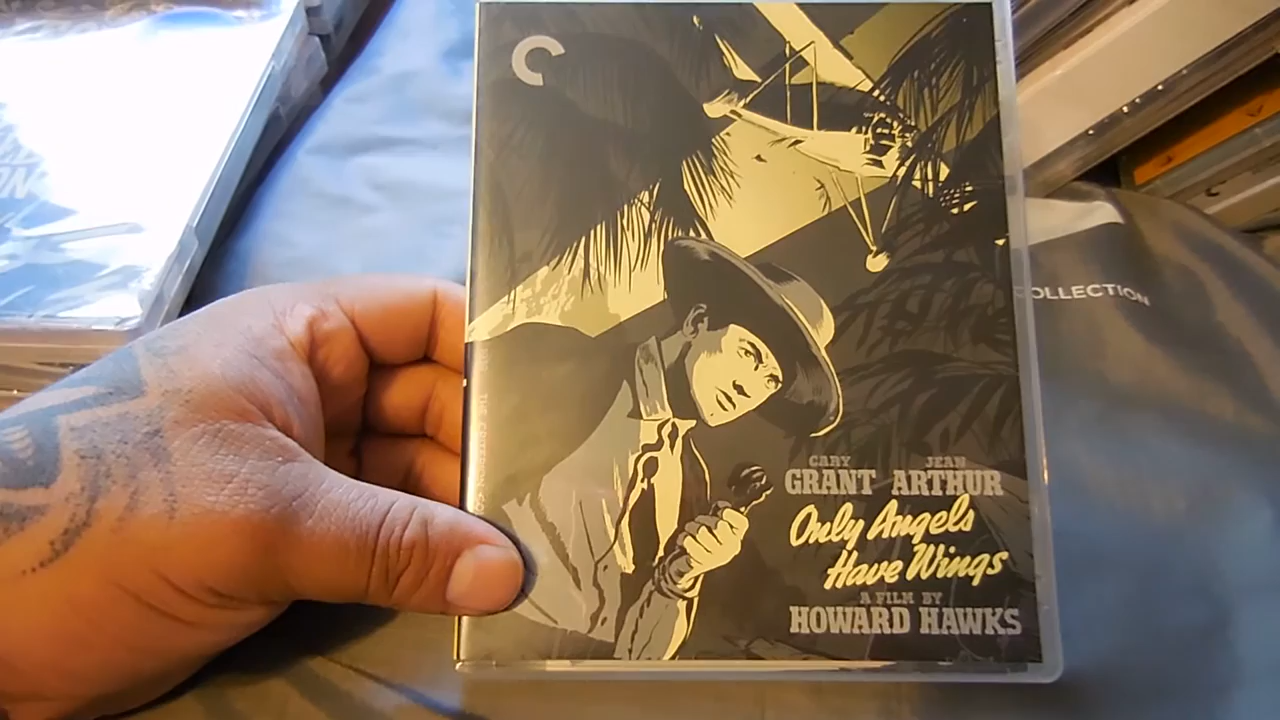 CARY JEAN
GRANT ARTHUR
Only Angels
Have Wings
A FILM BY
HOWARD HAWKS
OLLECTION